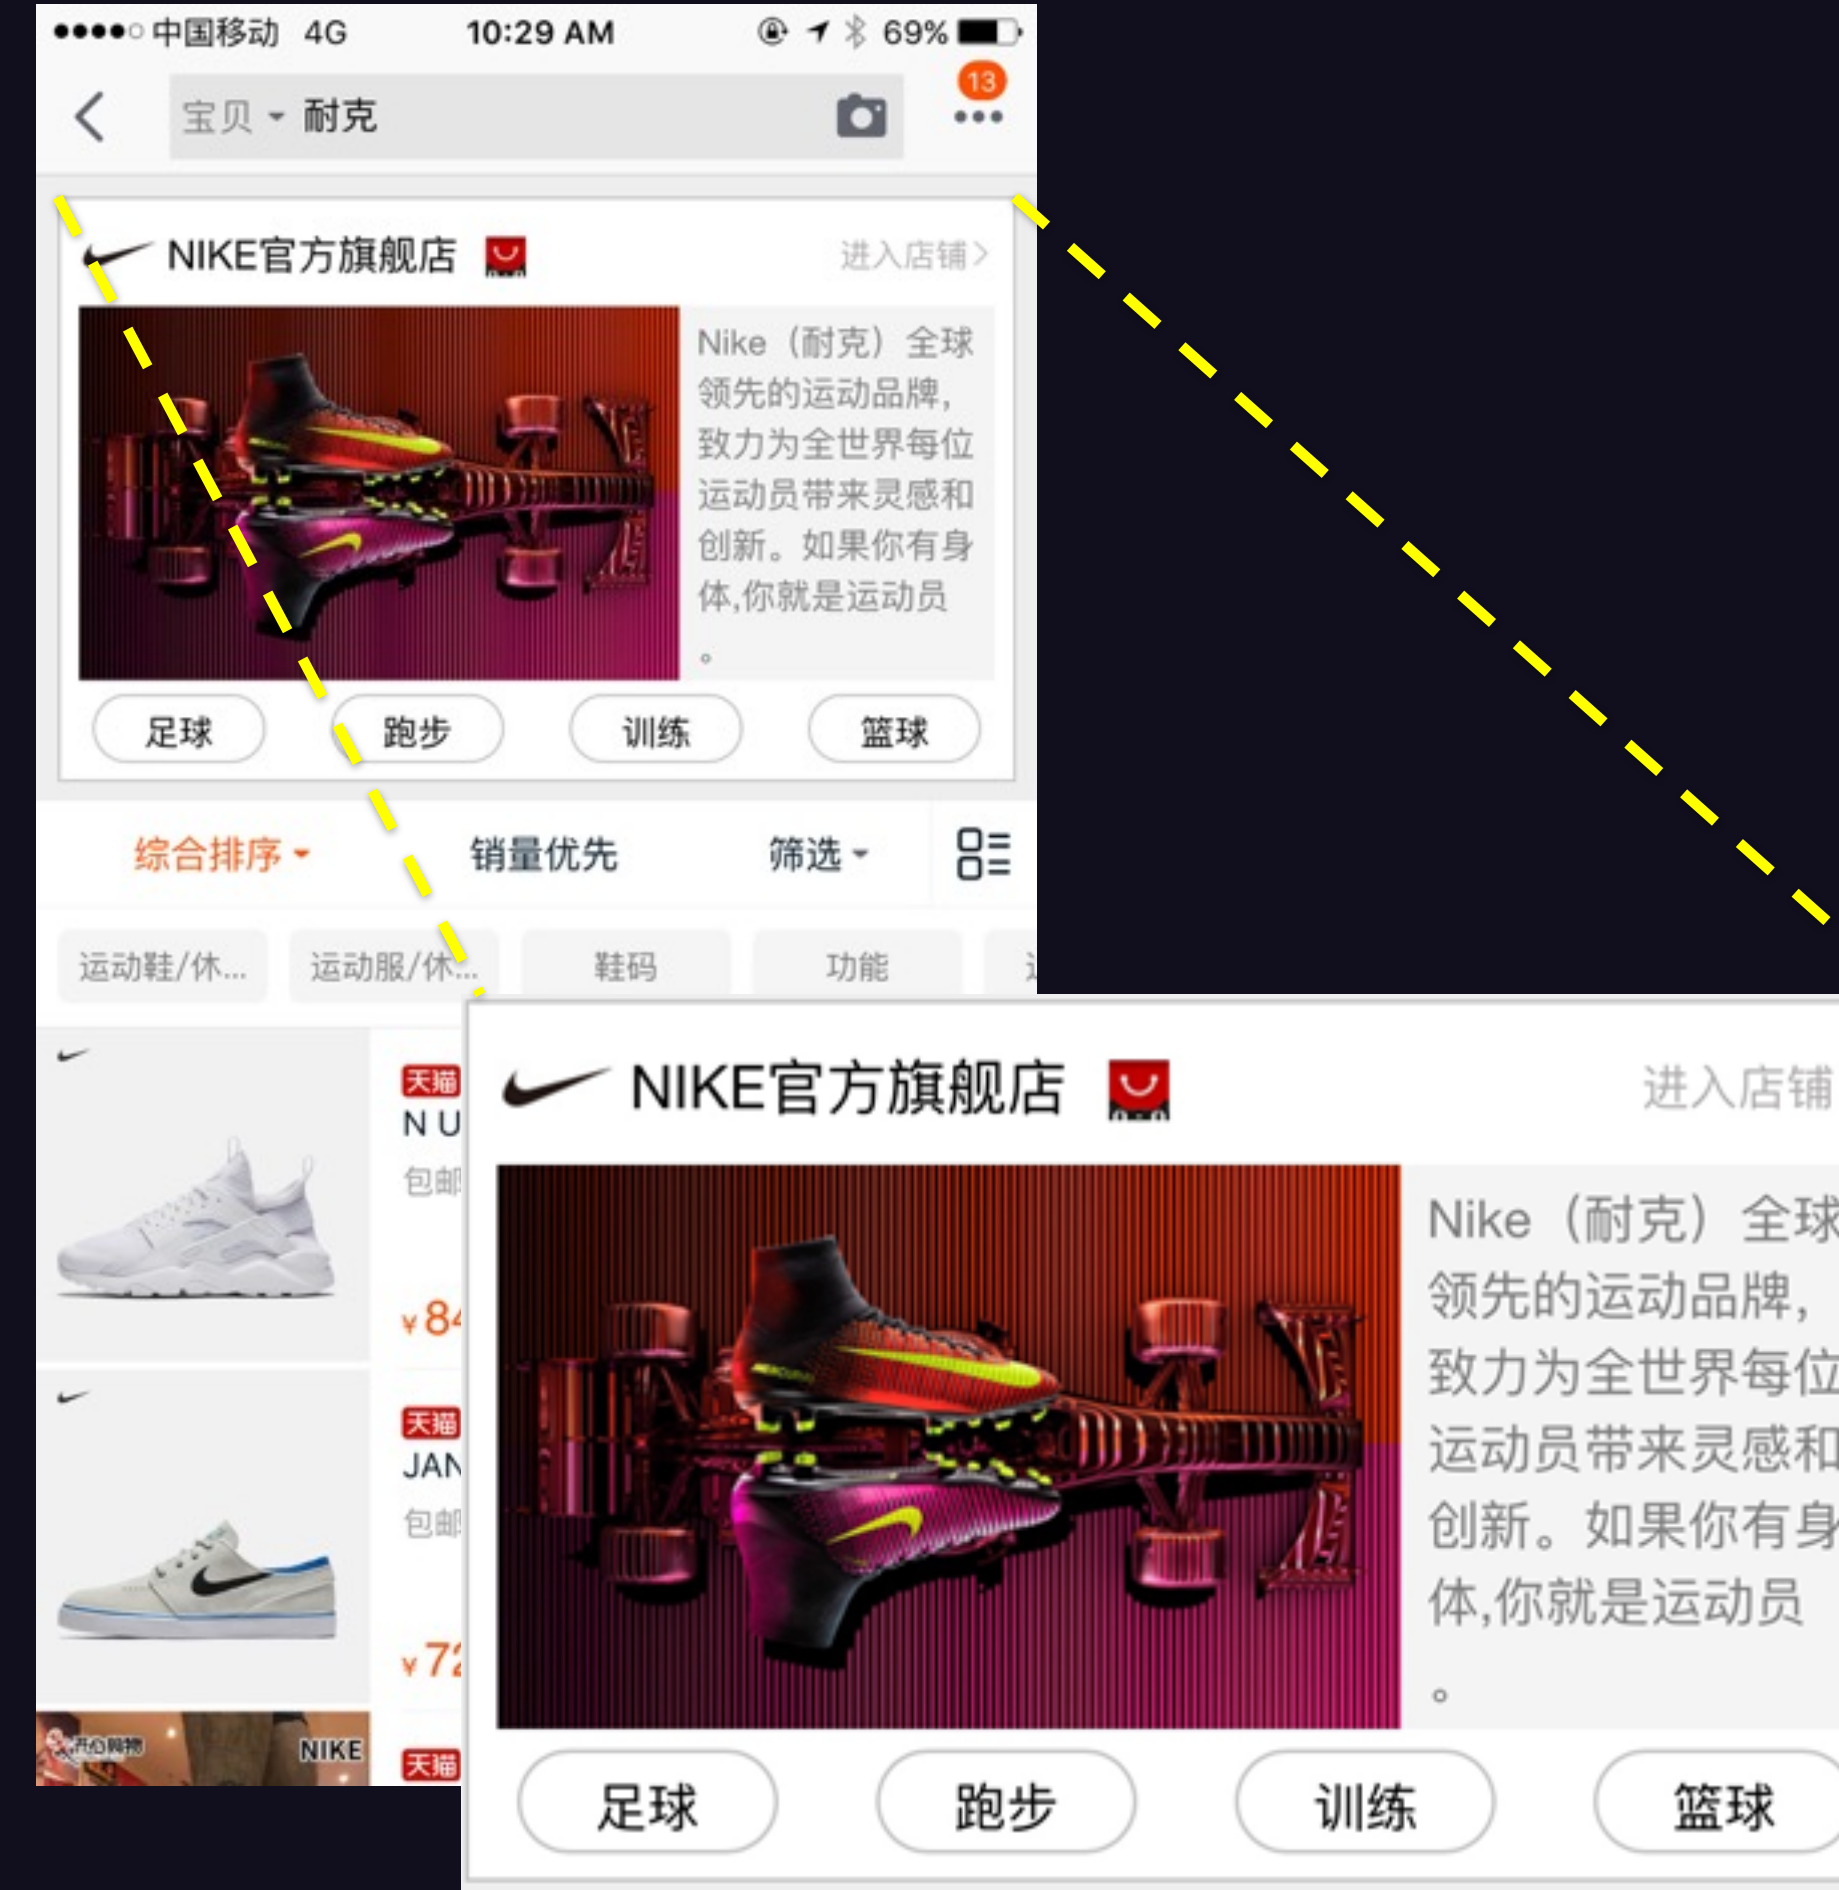 中国移动 4G 10:29 AM 69%
13
宝贝 耐克
NIKE官方旗舰店 进入店铺>
Nike（耐克）全球
领先的运动品牌，
致力为全世界每位
运动员带来灵感和
创新。如果你有身
体,你就是运动员
。
足球 跑步 训练 篮球
综合排序 销量优先 筛选
运动鞋/休... 运动服/休... 鞋码 功能
天猫
N U
包邮
¥84
天猫
JAN
包邮
¥72
开心购物 NIKE
天猫
NIKE官方旗舰店 进入店铺
Nike（耐克）全球
领先的运动品牌，
致力为全世界每位
运动员带来灵感和
创新。如果你有身
体,你就是运动员
。
足球 跑步 训练 篮球